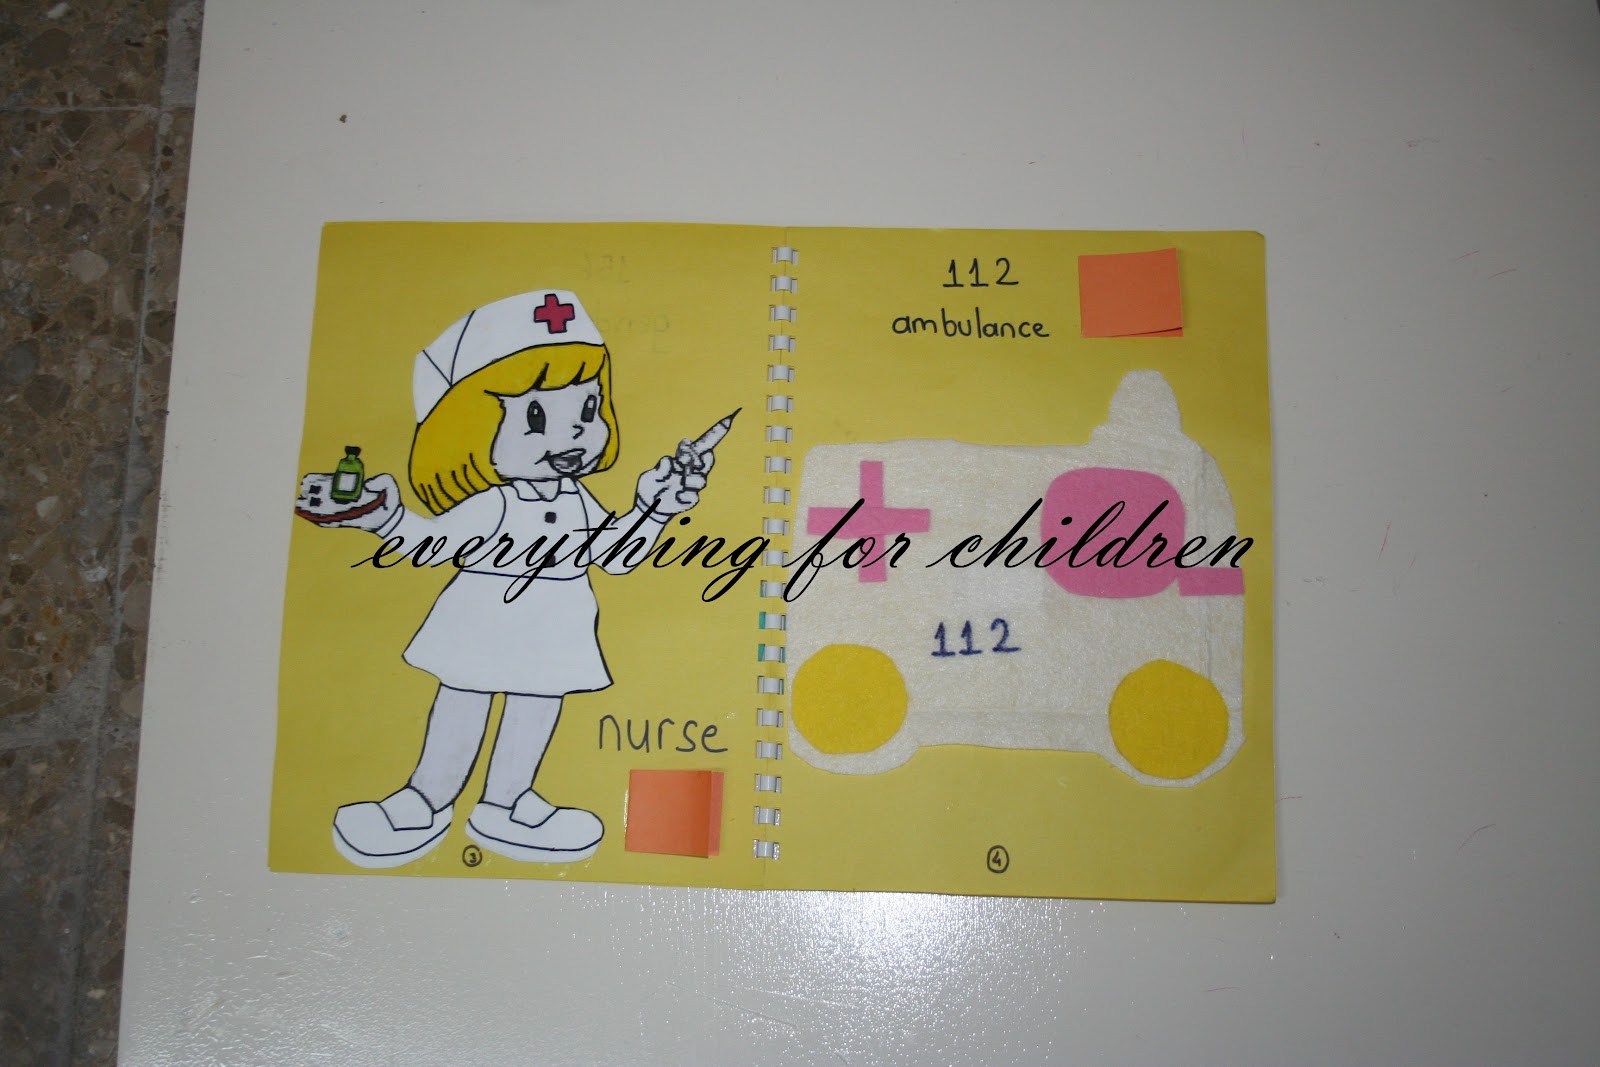 nurse
3
112
ambulance
112
4
everything for children